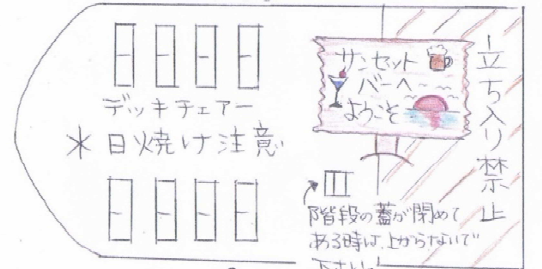 サンセット
バーへ
ようこそ
立ち入り禁止
デッキチェアー
＊日焼け注意
階段の蓋が閉めて
ある時は、上がらないで
下さい